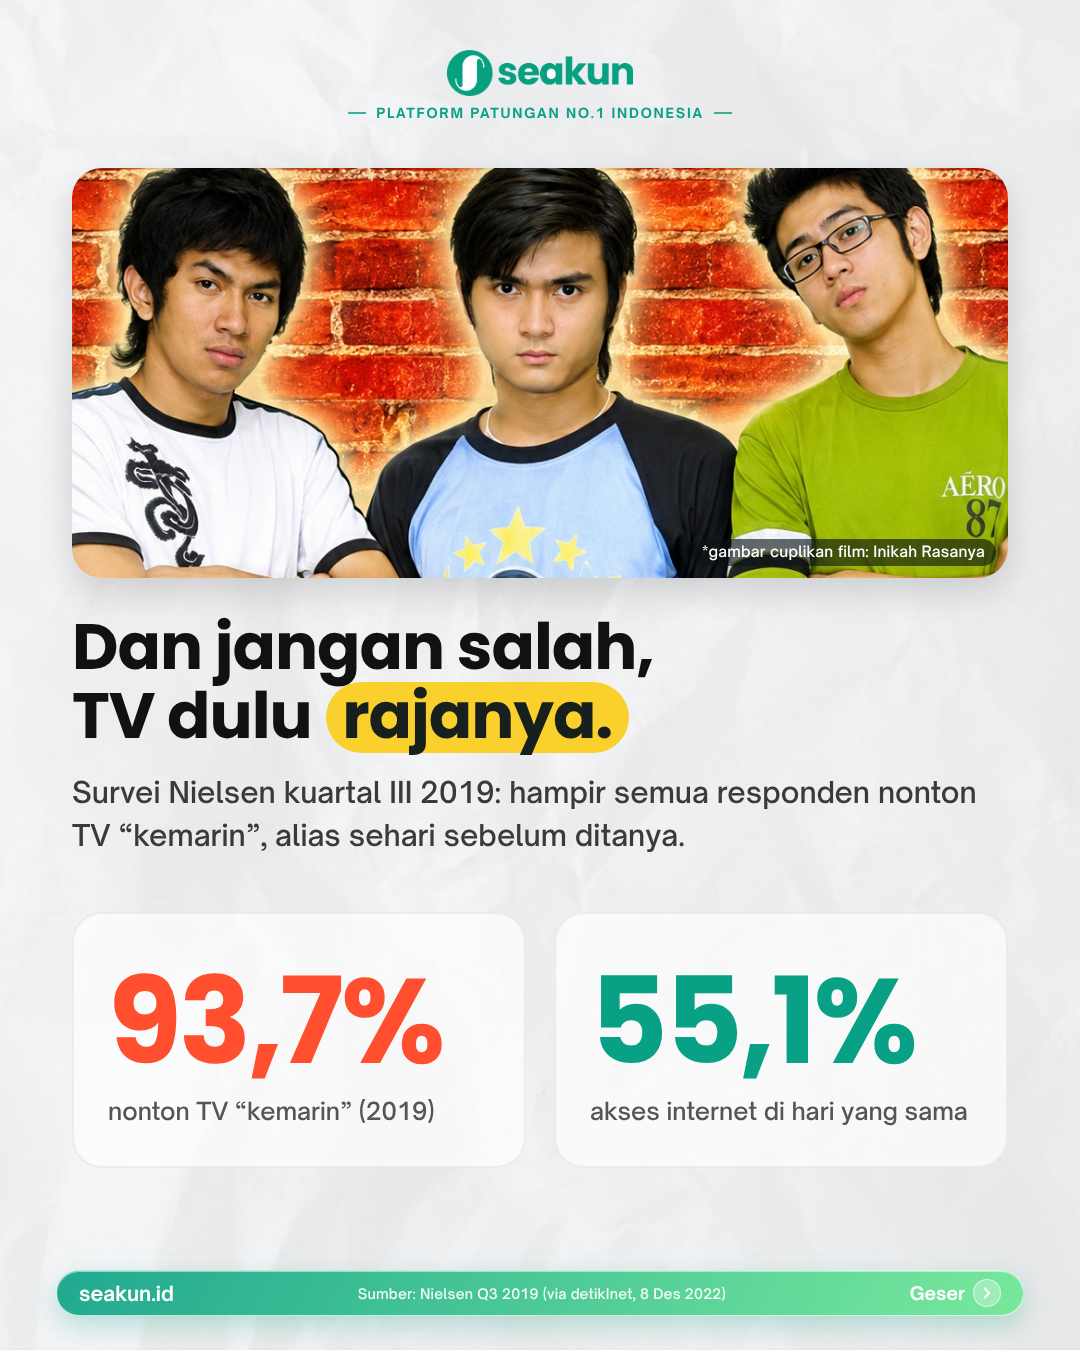 seakun
PLATFORM PATUNGAN NO.1 INDONESIA
AÉRO
87
*gambar cuplikan film: Inikah Rasanya
Dan jangan salah,
TV dulu rajanya.
Survei Nielsen kuartal III 2019: hampir semua responden nonton
TV “kemarin”, alias sehari sebelum ditanya.
93,7%
nonton TV “kemarin” (2019)
55,1%
akses internet di hari yang sama
seakun.id
Sumber: Nielsen Q3 2019 (via detikInet, 8 Des 2022)
Geser